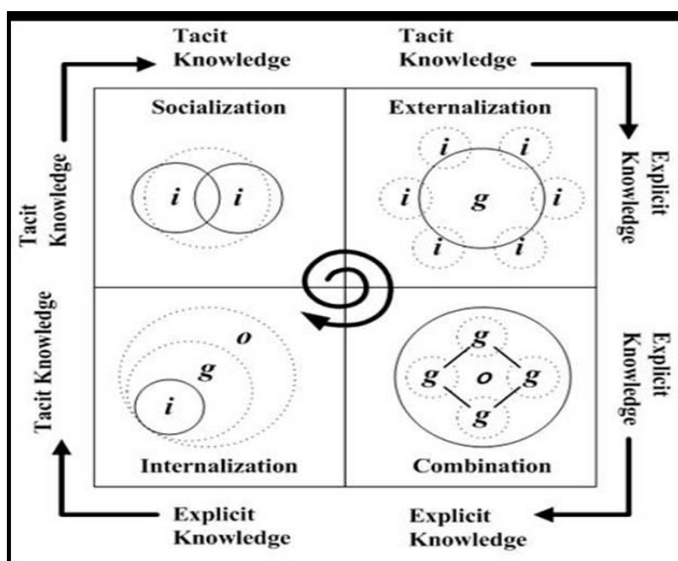 Tacit
Knowledge
Tacit
Knowledge
Socialization
Externalization
i i
i i
i g i
i i
Tacit
Knowledge
Explicit
Knowledge
Tacit Knowledge
Explicit
Knowledge
o
g
i
g
g o g
g
Internalization
Combination
Explicit
Knowledge
Explicit
Knowledge